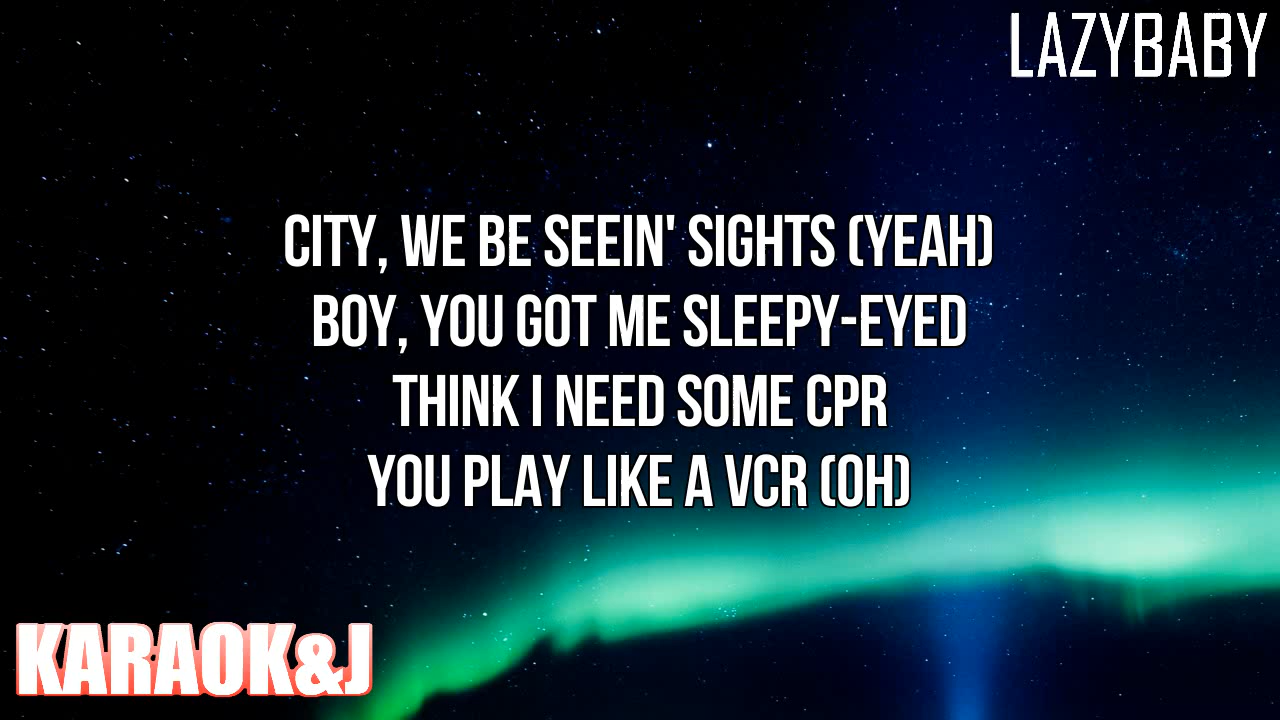 LAZYBABY
CITY, WE BE SEEIN' SIGHTS (YEAH)
BOY, YOU GOT ME SLEEPY-EYED
THINK I NEED SOME CPR
YOU PLAY LIKE A VCR (OH)
KARAOK&J